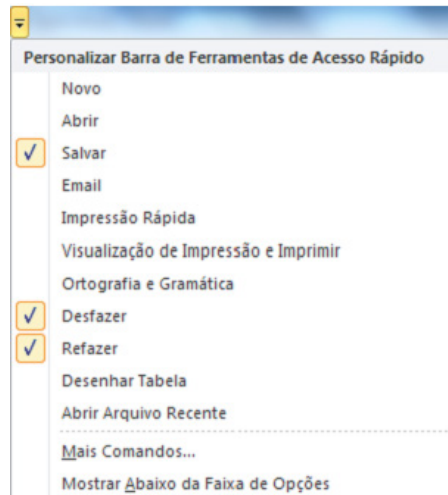 Personalizar Barra de Ferramentas de Acesso Rápido
Novo
Abrir
Salvar
Email
Impressão Rápida
Visualização de Impressão e Imprimir
Ortografia e Gramática
Desfazer
Refazer
Desenhar Tabela
Abrir Arquivo Recente
Mais Comandos...
Mostrar Abaixo da Faixa de Opções